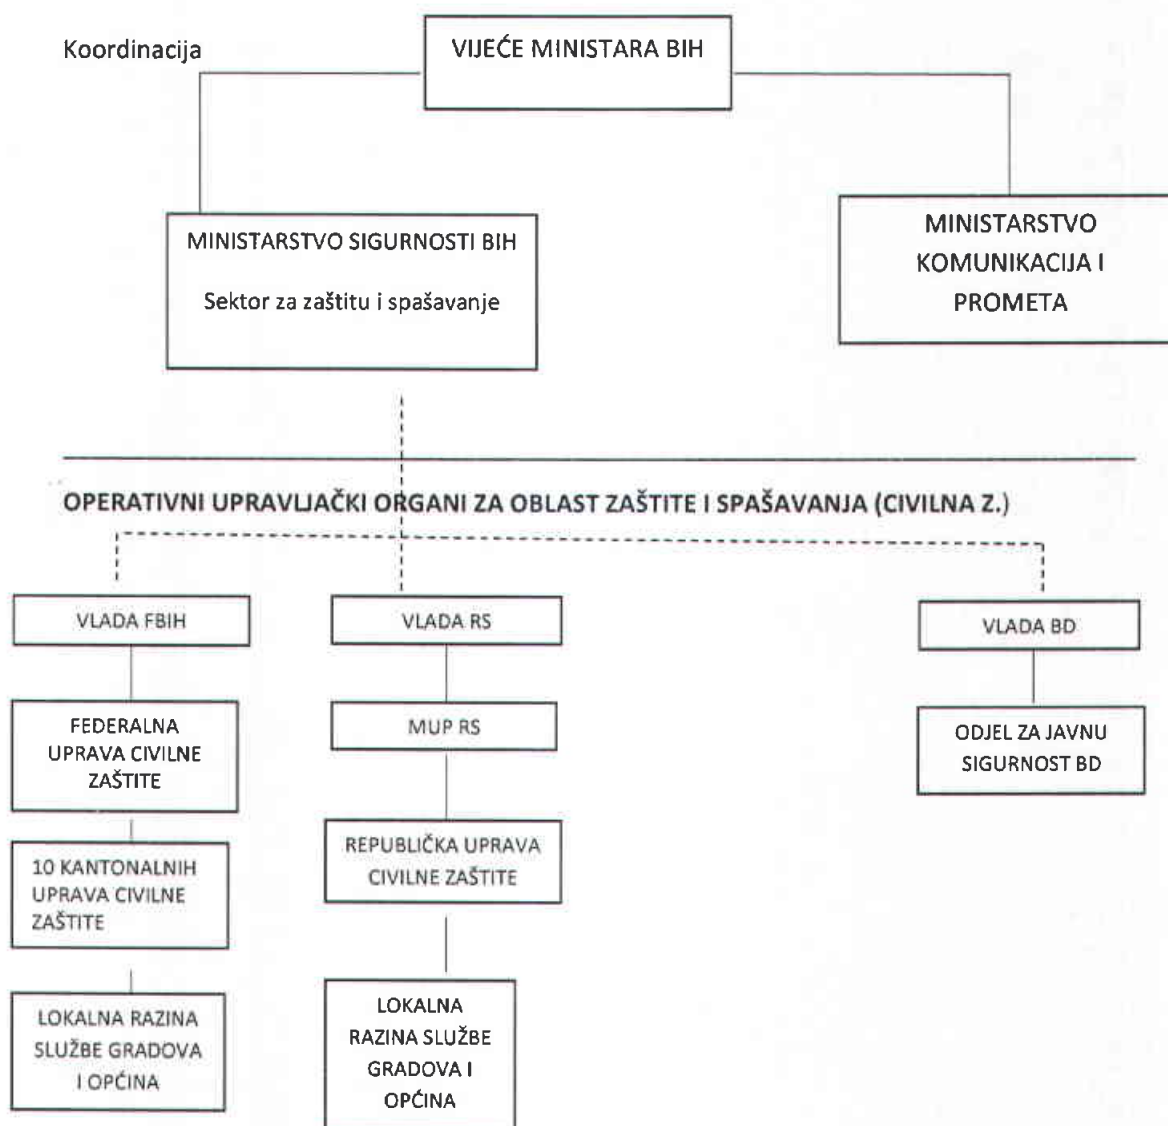 Koordinacija
VIJEĆE MINISTARA BIH
MINISTARSTVO SIGURNOSTI BIH
Sektor za zaštitu i spašavanje
MINISTARSTVO
KOMUNIKACIJA I
PROMETA
OPERATIVNI UPRAVLJAČKI ORGANI ZA OBLAST ZAŠTITE I SPAŠAVANJA (CIVILNA Z.)
VLADA FBIH
FEDERALNA
UPRAVA CIVILNE
ZAŠTITE
10 KANTONALNIH
UPRAVA CIVILNE
ZAŠTITE
LOKALNA RAZINA
SLUŽBE GRADOVA
I OPĆINA
VLADA RS
MUP RS
REPUBLIČKA UPRAVA
CIVILNE ZAŠTITE
LOKALNA
RAZINA SLUŽBE
GRADOVA I
OPĆINA
VLADA BD
ODJEL ZA JAVNU
SIGURNOST BD